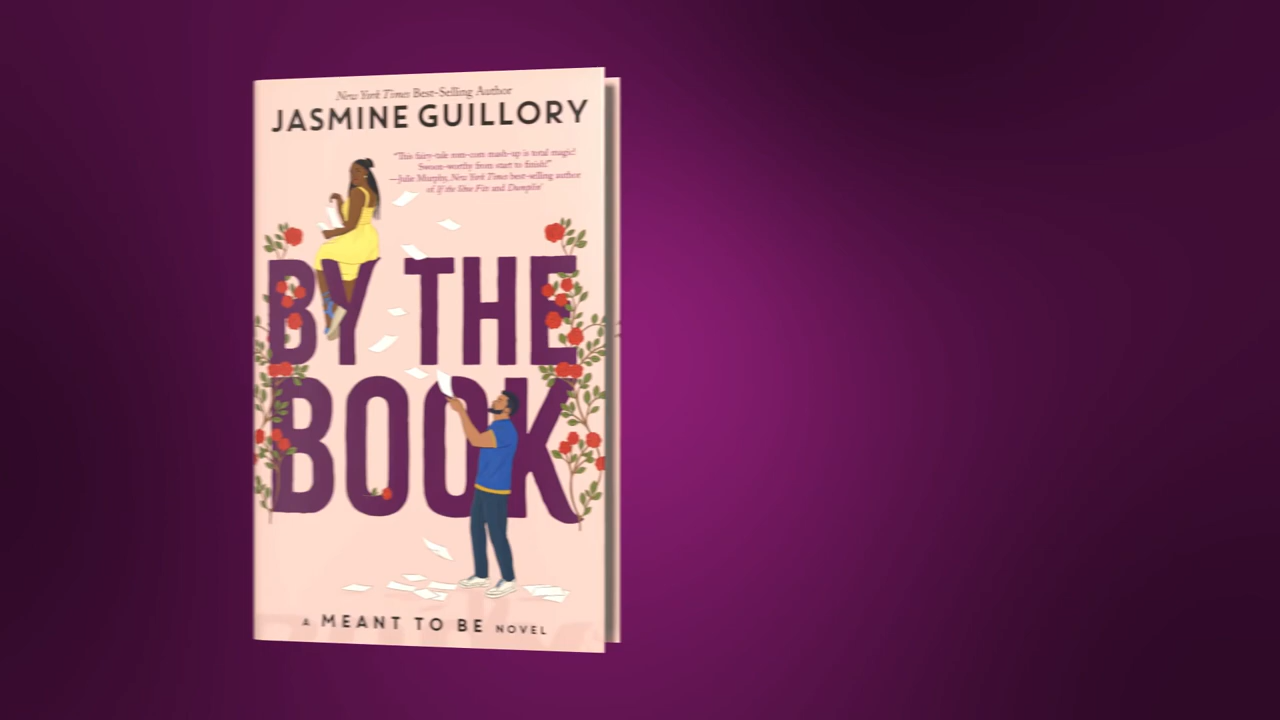 New York Times Best-Selling Author
JASMINE GUILLORY
"This fairy-tale rom-com mash-up is total magic!
Swoon-worthy from start to finish!"
—Julie Murphy, New York Times best-selling author
of If the Shoe Fits and Dumplin'
BY THE
BOOK
A MEANT TO BE NOVEL